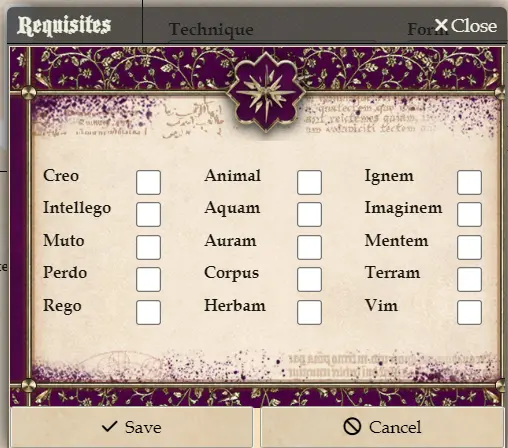 Requisites
Technique
Form
Close
Creo Animal Ignem
Intellego Aquam Imaginem
Muto Auram Mentem
Perdo Corpus Terram
Rego Herbam Vim
Save Cancel